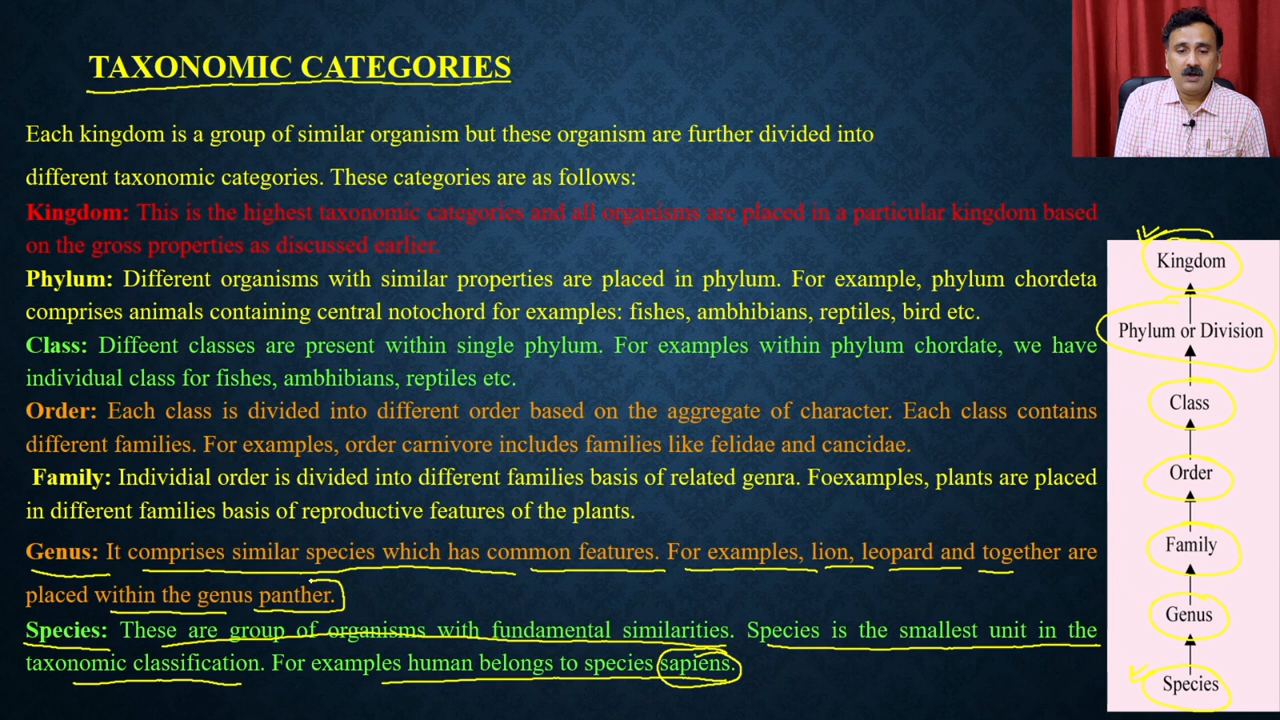 TAXONOMIC CATEGORIES
Each kingdom is a group of similar organism but these organism are further divided into
different taxonomic categories. These categories are as follows:
Kingdom: This is the highest taxonomic categories and all organisms are placed in a particular kingdom based
on the gross properties as discussed earlier.
Phylum: Different organisms with similar properties are placed in phylum. For example, phylum chordeta
comprises animals containing central notochord for examples: fishes, ambhibians, reptiles, bird etc.
Class: Diffeent classes are present within single phylum. For examples within phylum chordate, we have
individual class for fishes, ambhibians, reptiles etc.
Order: Each class is divided into different order based on the aggregate of character. Each class contains
different families. For examples, order carnivore includes families like felidae and cancidae.
Family: Individial order is divided into different families basis of related genra. Foexamples, plants are placed
in different families basis of reproductive features of the plants.
Genus: It comprises similar species which has common features. For examples, lion, leopard and together are
placed within the genus panther.
Species: These are group of organisms with fundamental similarities. Species is the smallest unit in the
taxonomic classification. For examples human belongs to species sapiens.
Kingdom
Phylum or Division
Class
Order
Family
Genus
Species